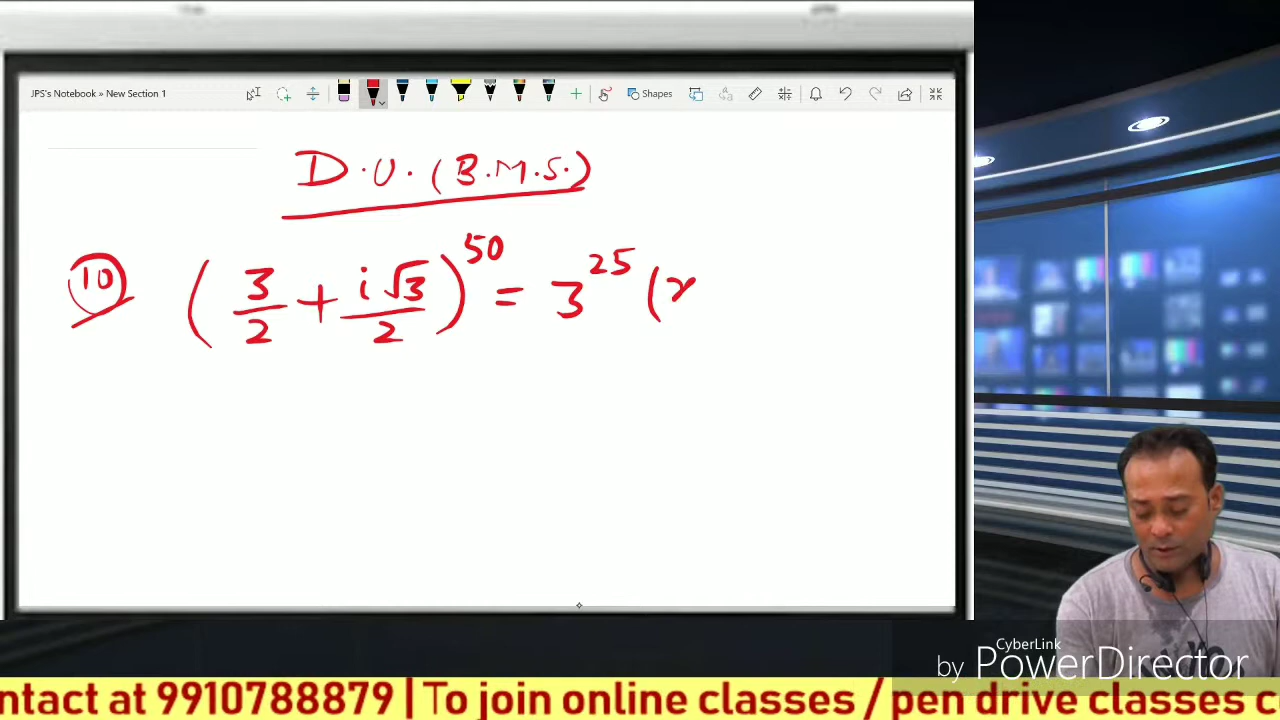 JPS's Notebook » New Section 1
Shapes
D.U. (B.M.S.)
10 (3/2 + i√3/2)^50 = 3^25 (x
CyberLink
by PowerDirector
ontact at 9910788879 | To join online classes / pen drive classes c